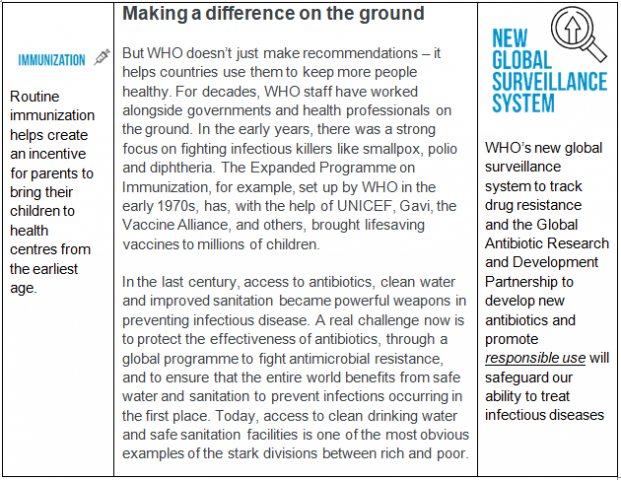 IMMUNIZATION
Routine
immunization
helps create
an incentive
for parents to
bring their
children to
health
centres from
the earliest
age.
Making a difference on the ground
But WHO doesn’t just make recommendations – it
helps countries use them to keep more people
healthy. For decades, WHO staff have worked
alongside governments and health professionals on
the ground. In the early years, there was a strong
focus on fighting infectious killers like smallpox, polio
and diphtheria. The Expanded Programme on
Immunization, for example, set up by WHO in the
early 1970s, has, with the help of UNICEF, Gavi, the
Vaccine Alliance, and others, brought lifesaving
vaccines to millions of children.
In the last century, access to antibiotics, clean water
and improved sanitation became powerful weapons in
preventing infectious disease. A real challenge now is
to protect the effectiveness of antibiotics, through a
global programme to fight antimicrobial resistance,
and to ensure that the entire world benefits from safe
water and sanitation to prevent infections occurring in
the first place. Today, access to clean drinking water
and safe sanitation facilities is one of the most obvious
examples of the stark divisions between rich and poor.
NEW
GLOBAL
SURVEILLANCE
SYSTEM
WHO’s new global
surveillance
system to track
drug resistance
and the Global
Antibiotic Research
and Development
Partnership to
develop new
antibiotics and
promote
responsible use will
safeguard our
ability to treat
infectious diseases